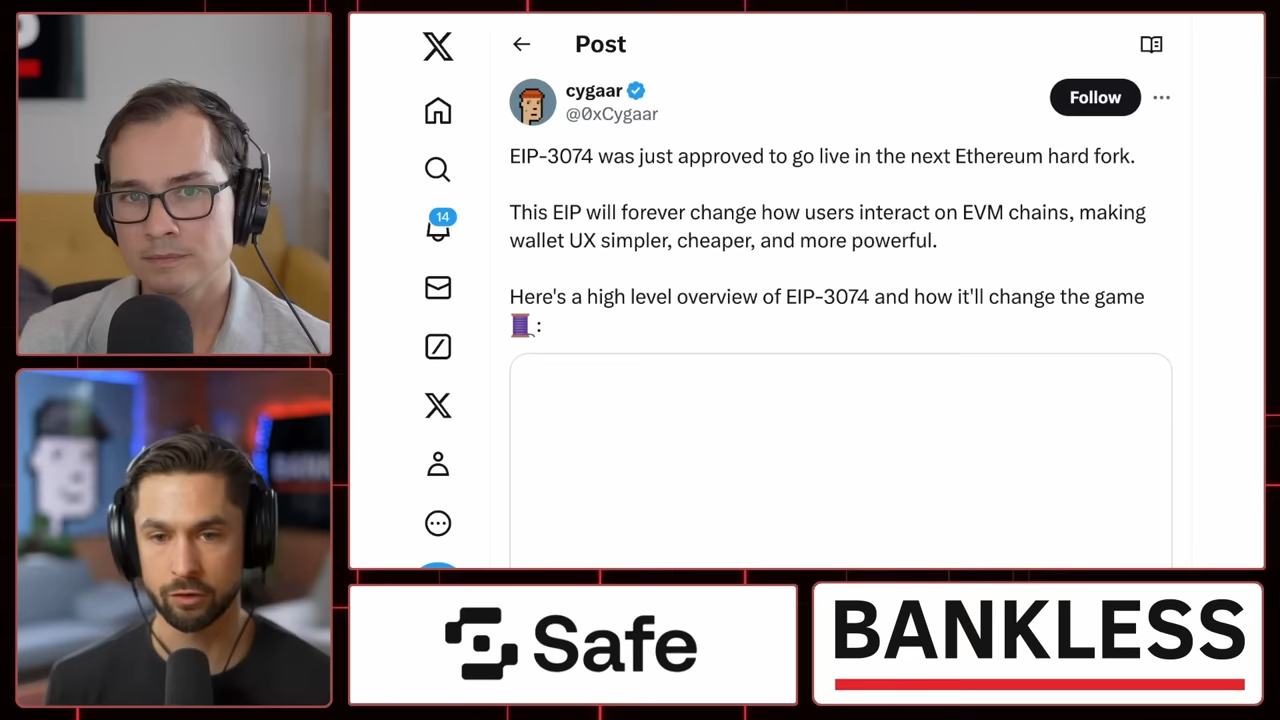 Post
cygaar
@0xCygaar
Follow
EIP-3074 was just approved to go live in the next Ethereum hard fork.
This EIP will forever change how users interact on EVM chains, making
wallet UX simpler, cheaper, and more powerful.
Here's a high level overview of EIP-3074 and how it'll change the game
🧵:
14
Safe
BANKLESS